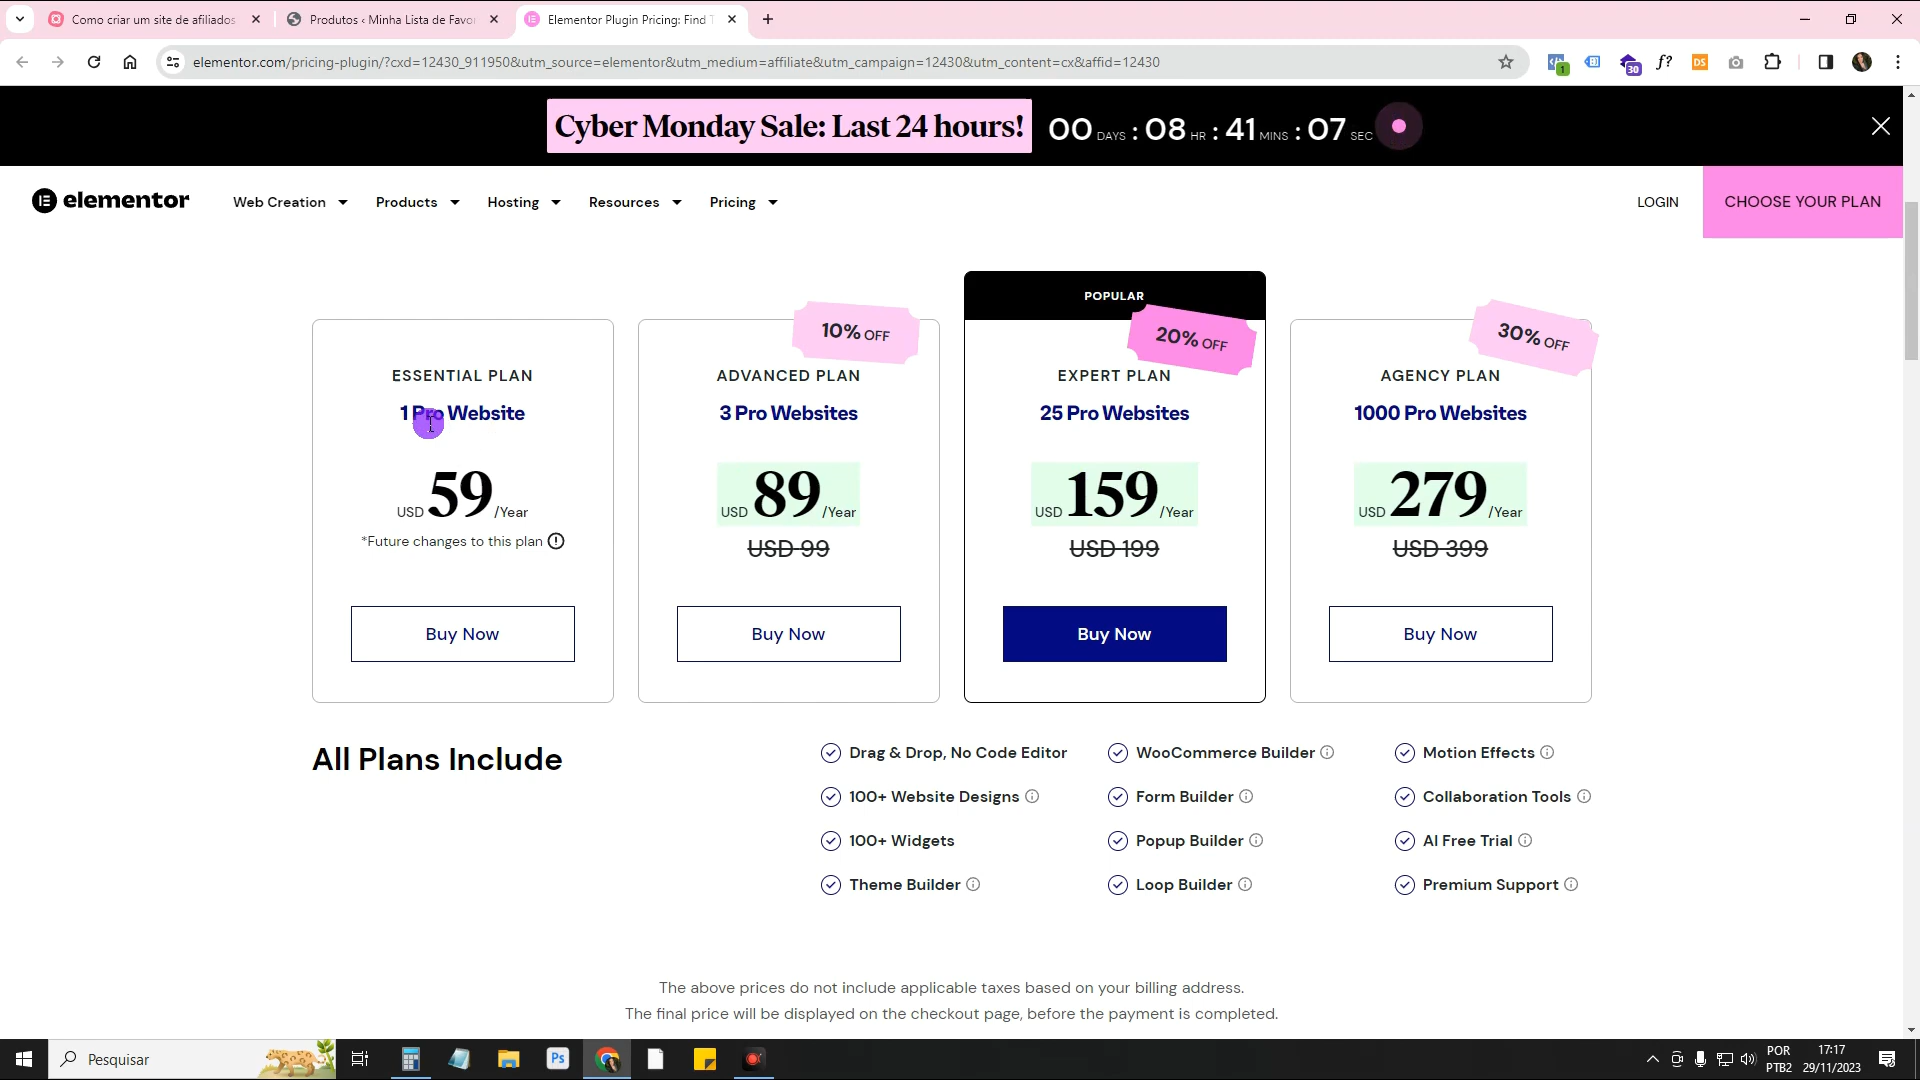 Como criar um site de afiliados
Produtos ‹ Minha Lista de Favor
Elementor Plugin Pricing: Find T
elementor.com/pricing-plugin/?cxd=12430_911950&utm_source=elementor&utm_medium=affiliate&utm_campaign=12430&utm_content=cx&affid=12430
1
30
f?
DS
Cyber Monday Sale: Last 24 hours!
00 DAYS : 08 HR : 41 MINS : 07 SEC
elementor
Web Creation
Products
Hosting
Resources
Pricing
LOGIN
CHOOSE YOUR PLAN
ESSENTIAL PLAN
1 Pro Website
USD 59 /Year
*Future changes to this plan
Buy Now
10% OFF
ADVANCED PLAN
3 Pro Websites
USD 89 /Year
USD 99
Buy Now
POPULAR
20% OFF
EXPERT PLAN
25 Pro Websites
USD 159 /Year
USD 199
Buy Now
30% OFF
AGENCY PLAN
1000 Pro Websites
USD 279 /Year
USD 399
Buy Now
All Plans Include
Drag & Drop, No Code Editor
100+ Website Designs
100+ Widgets
Theme Builder
WooCommerce Builder
Form Builder
Popup Builder
Loop Builder
Motion Effects
Collaboration Tools
AI Free Trial
Premium Support
The above prices do not include applicable taxes based on your billing address.
The final price will be displayed on the checkout page, before the payment is completed.
Pesquisar
Ps
POR
PTB2
17:17
29/11/2023